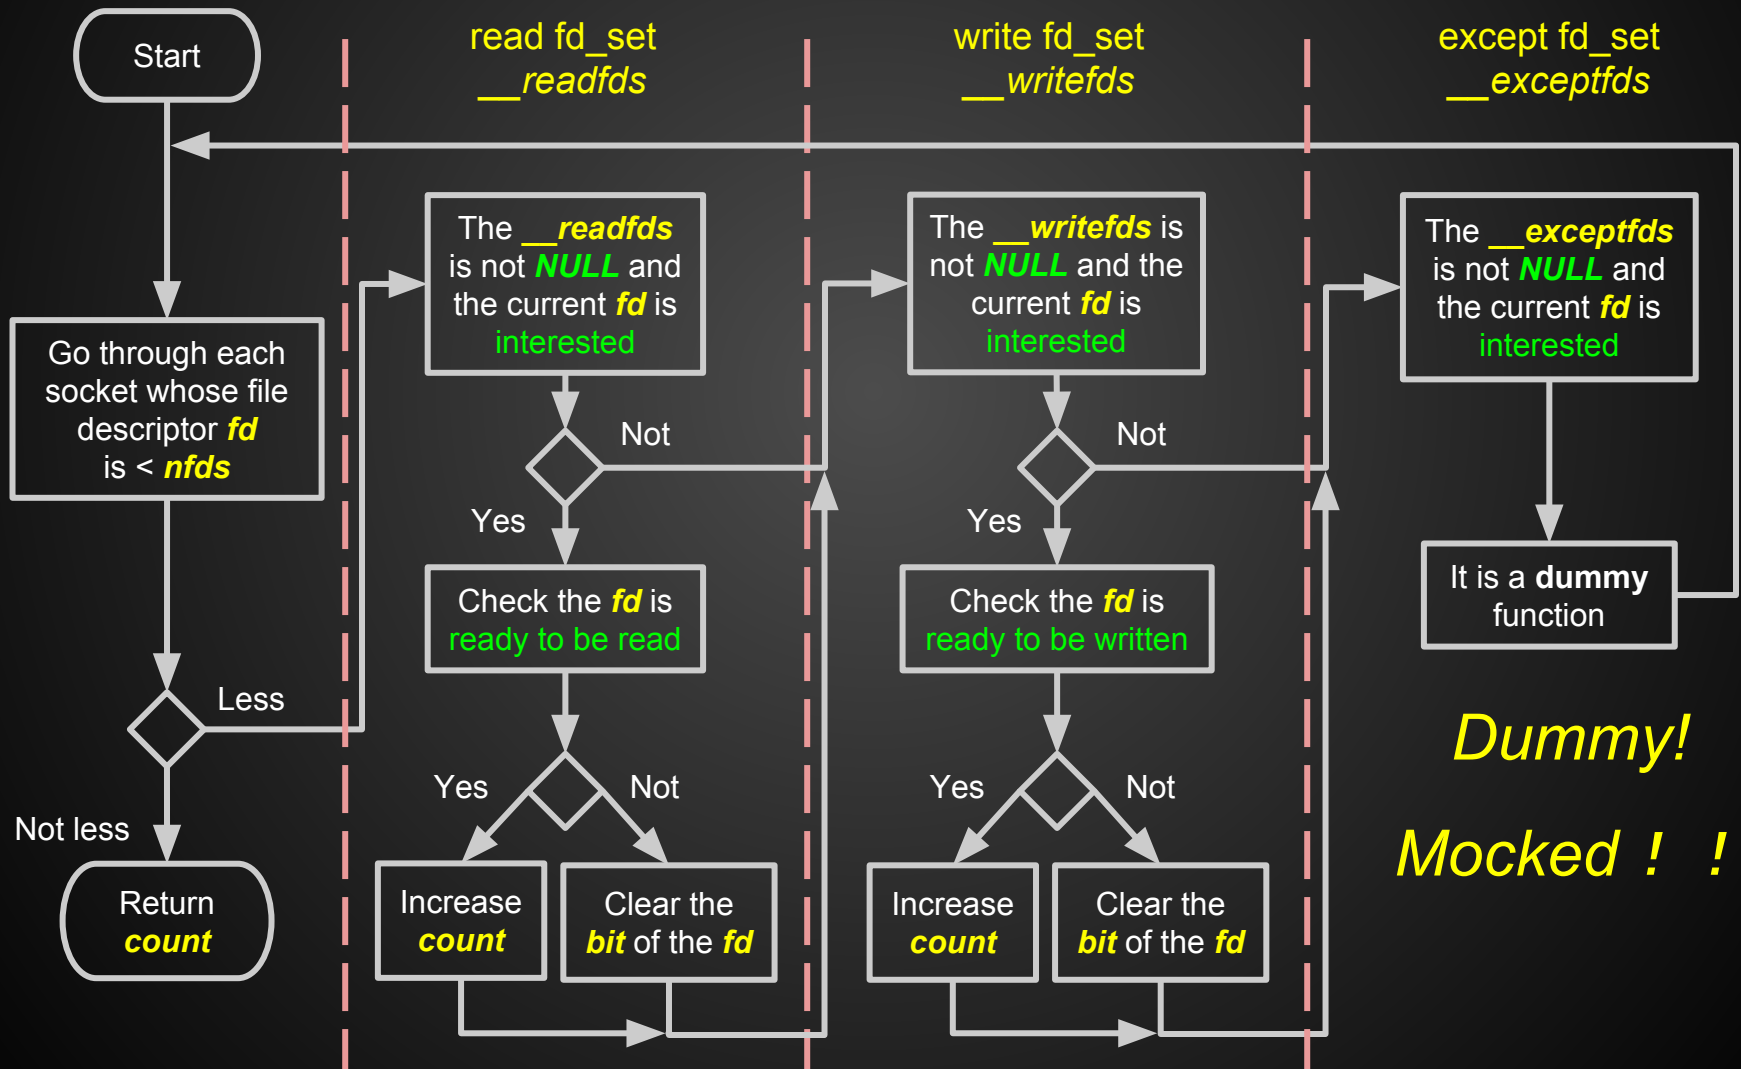 Start
Go through each
socket whose file
descriptor fd
is < nfds
Less
Not less
Return
count
read fd_set
__readfds
The __readfds
is not NULL and
the current fd is
interested
Not
Yes
Check the fd is
ready to be read
Yes
Not
Increase
count
Clear the
bit of the fd
write fd_set
__writefds
The __writefds is
not NULL and the
current fd is
interested
Not
Yes
Check the fd is
ready to be written
Yes
Not
Increase
count
Clear the
bit of the fd
except fd_set
__exceptfds
The __exceptfds
is not NULL and
the current fd is
interested
It is a dummy
function
Dummy!
Mocked！！